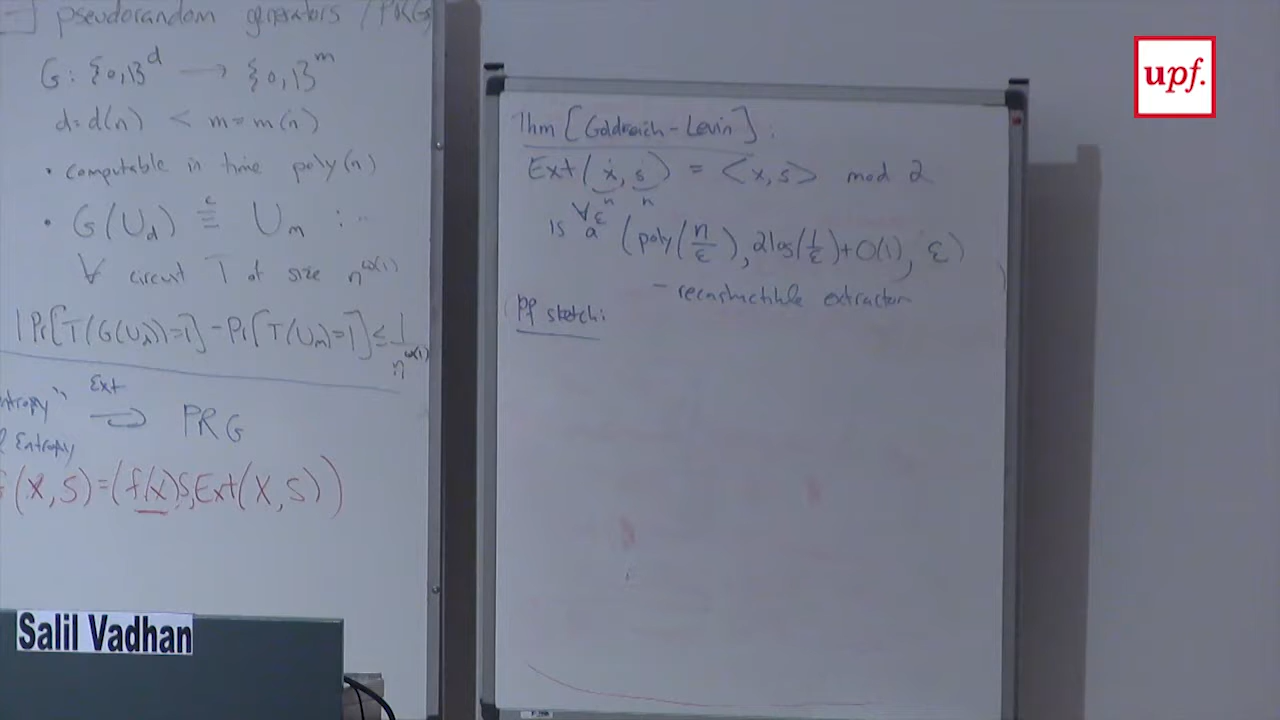 pseudorandom generators (PRGs
G: {0,1}^d → {0,1}^m
d=d(n) < m=m(n)
• computable in time poly(n)
• G(U_d) ≡^c U_m : ..
∀ circuit T of size n^ω(1)
|Pr[T(G(U_d))=1] - Pr[T(U_m)=1]| ≤ 1/n^ω(1)
ntropy" Ext ⇒ PRG
Entropy
(X,S)=(f(X),S,Ext(X,S))
Salil Vadhan
Thm [Goldreich-Levin]:
Ext(x, s) = <x,s> mod 2
n n
is ∀ε a (poly(n/ε), 2log(1/ε)+O(1), ε)
- reconstructible extractor
Pf sketch:
upf.